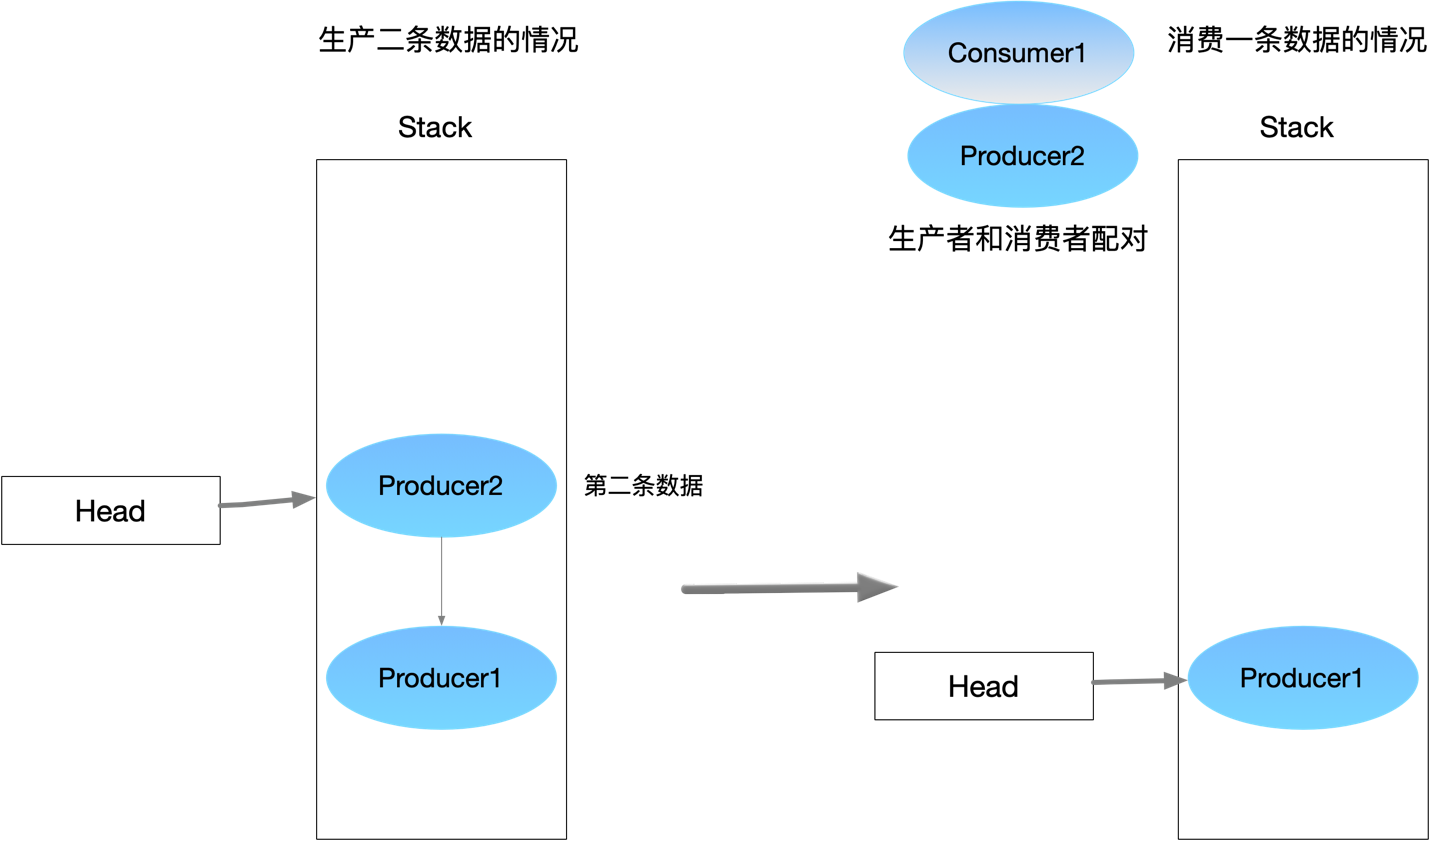 生产二条数据的情况
Stack
Head
Producer2
第二条数据
Producer1
Consumer1
Producer2
生产者和消费者配对
消费一条数据的情况
Stack
Head
Producer1